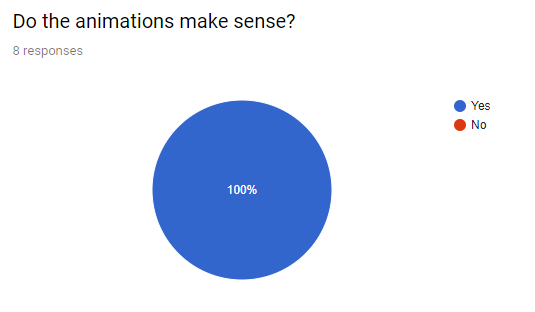 Do the animations make sense?
8 responses
Yes
No
100%